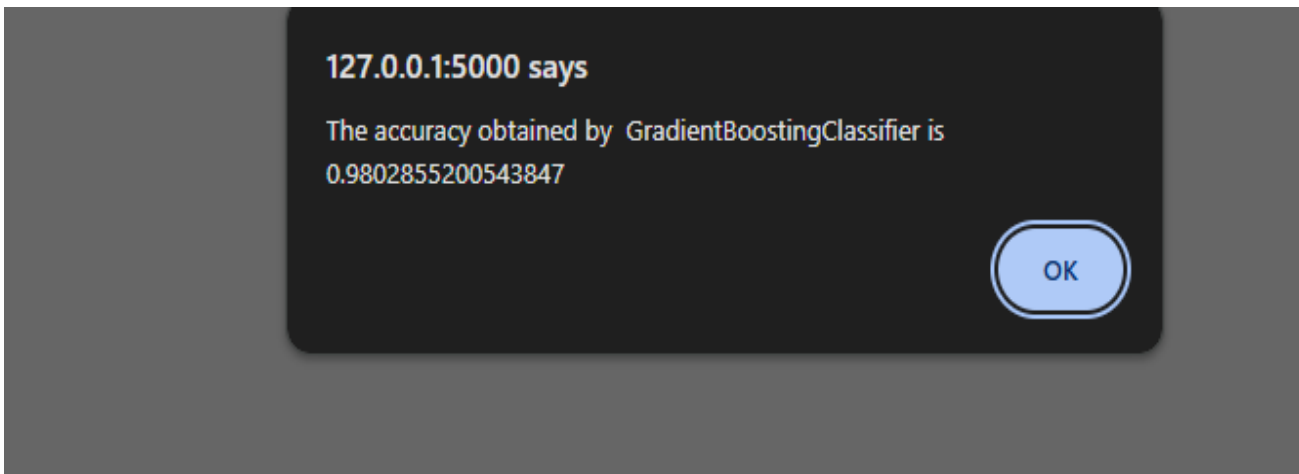 127.0.0.1:5000 says
The accuracy obtained by  GradientBoostingClassifier is
0.9802855200543847
OK